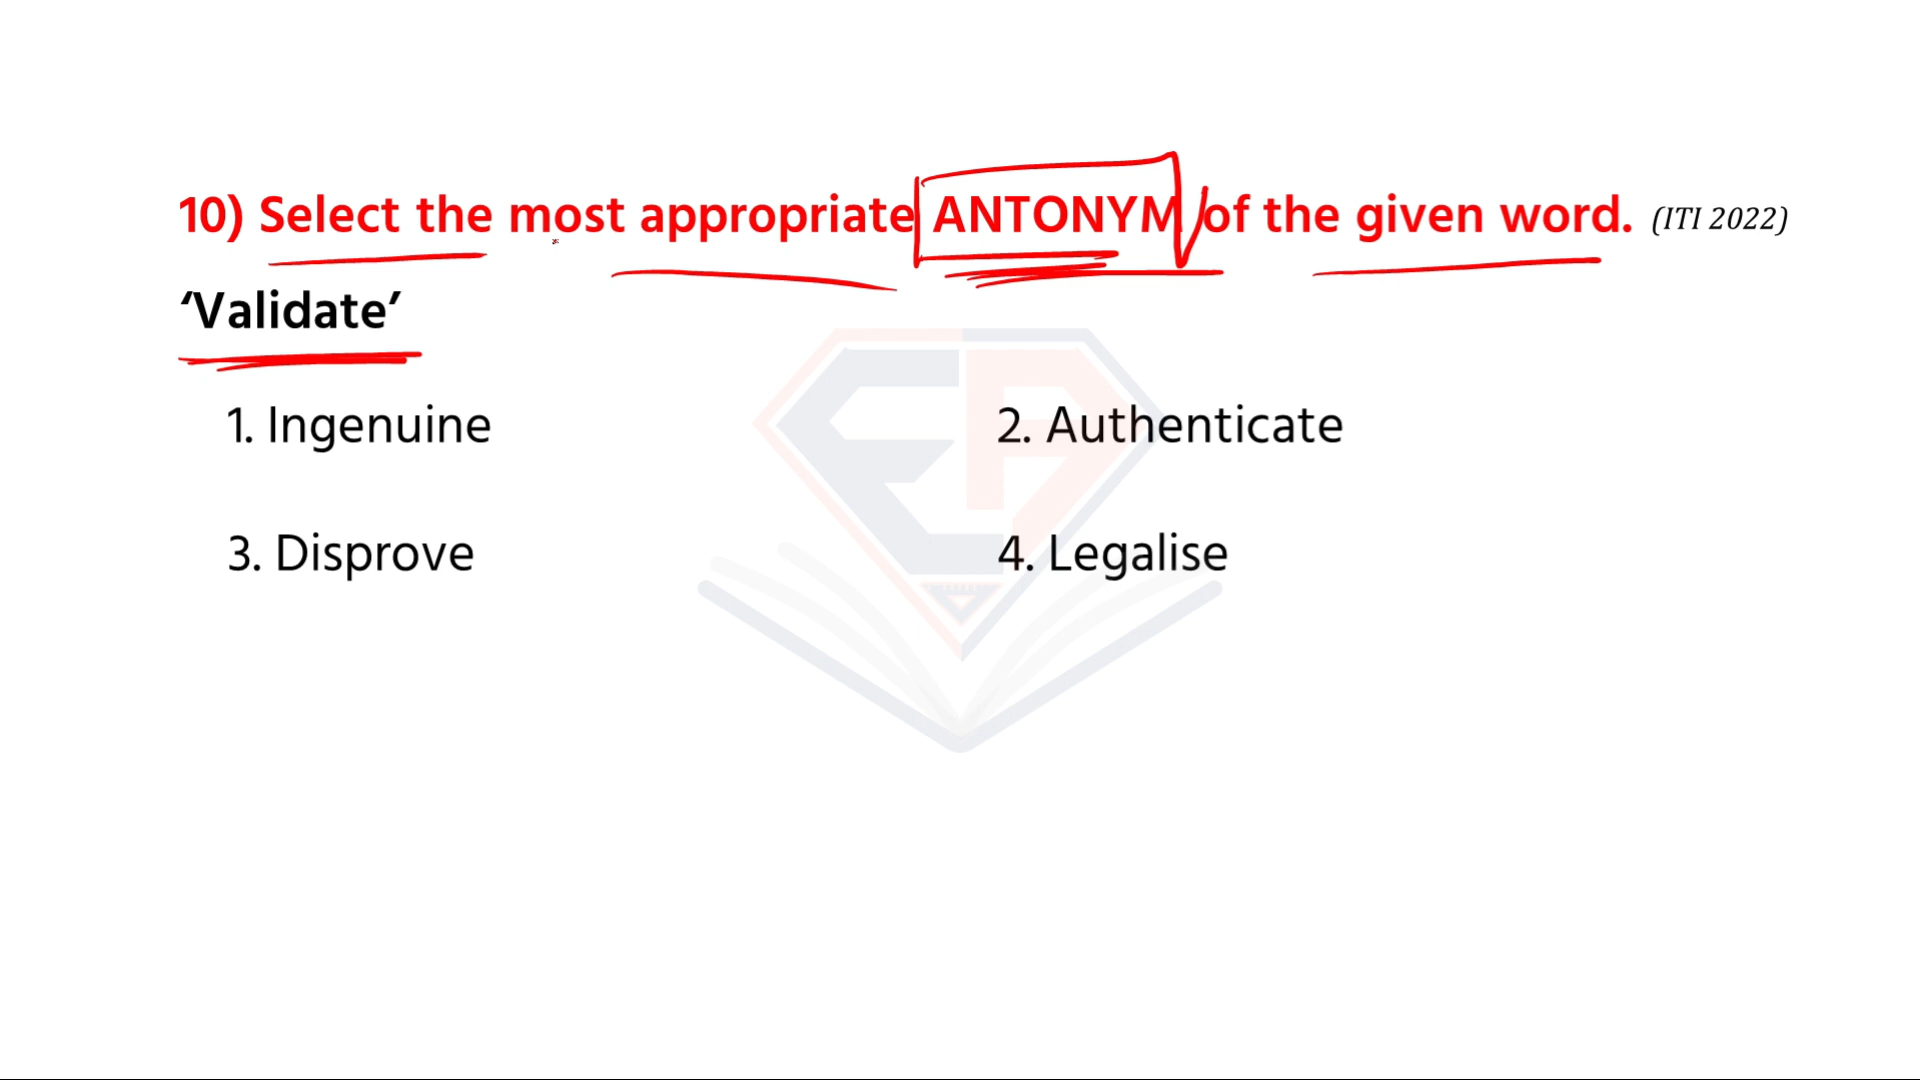 10) Select the most appropriate ANTONYM of the given word. (ITI 2022)
‘Validate’
1. Ingenuine
2. Authenticate
3. Disprove
4. Legalise